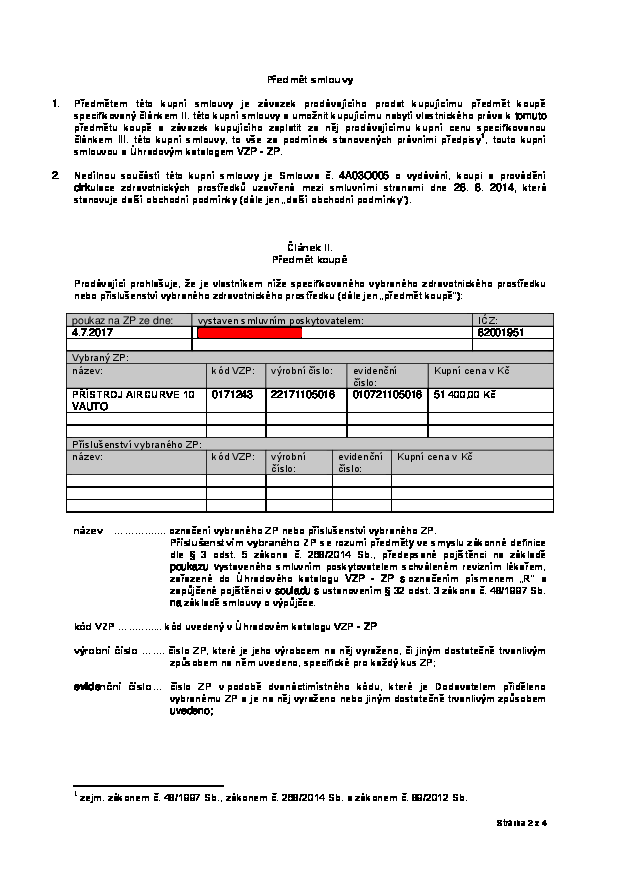 Předmět smlouvy
1. Předmětem této kupní smlouvy je závazek prodávajícího prodat kupujícímu předmět koupě
specifikovaný článkem II. této kupní smlouvy a umožnit kupujícímu nabytí vlastnického práva k tomuto
předmětu koupě a závazek kupujícího zaplatit za něj prodávajícímu kupní cenu specifikovanou
článkem III. této kupní smlouvy, to vše za podmínek stanovených právními předpisy1, touto kupní
smlouvou a Úhradovým katalogem VZP - ZP.
2. Nedílnou součástí této kupní smlouvy je Smlouva č. 4A03O005 o vydávání, koupi a provádění
cirkulace zdravotnických prostředků uzavřená mezi smluvními stranami dne 26. 6. 2014, která
stanovuje další obchodní podmínky (dále jen „další obchodní podmínky“).
Článek II.
Předmět koupě
Prodávající prohlašuje, že je vlastníkem níže specifikovaného vybraného zdravotnického prostředku
nebo příslušenství vybraného zdravotnického prostředku (dále jen „předmět koupě“):
poukaz na ZP ze dne: vystaven smluvním poskytovatelem: IČZ:
4.7.2017 62001951
Vybraný ZP:
název: kód VZP: výrobní číslo: evidenční číslo: Kupní cena v Kč
PŘÍSTROJ AIRCURVE 10 VAUTO 0171243 22171105016 010721105016 51 400,00 Kč
Příslušenství vybraného ZP:
název: kód VZP: výrobní číslo: evidenční číslo: Kupní cena v Kč
název ................ označení vybraného ZP nebo příslušenství vybraného ZP.
Příslušenstvím vybraného ZP se rozumí předměty ve smyslu zákonné definice
dle § 3 odst. 5 zákona č. 268/2014 Sb., předepsané pojištěnci na základě
poukazu vystaveného smluvním poskytovatelem schváleném revizním lékařem,
zařazené do Úhradového katalogu VZP - ZP s označením písmenem „R“ a
zapůjčené pojištěnci v souladu s ustanovením § 32 odst. 3 zákona č. 48/1997 Sb.
na základě smlouvy o výpůjčce.
kód VZP ............. kód uvedený v Úhradovém katalogu VZP - ZP
výrobní číslo ....... číslo ZP, které je jeho výrobcem na něj vyraženo, či jiným dostatečně trvanlivým
způsobem na něm uvedeno, specifické pro každý kus ZP;
evidenční číslo... číslo ZP v podobě dvanáctimístného kódu, které je Dodavatelem přiděleno
vybranému ZP a je na něj vyraženo nebo jiným dostatečně trvanlivým způsobem
uvedeno;
1 zejm. zákonem č. 48/1997 Sb., zákonem č. 268/2014 Sb. a zákonem č. 89/2012 Sb.
Stránka 2 z 4